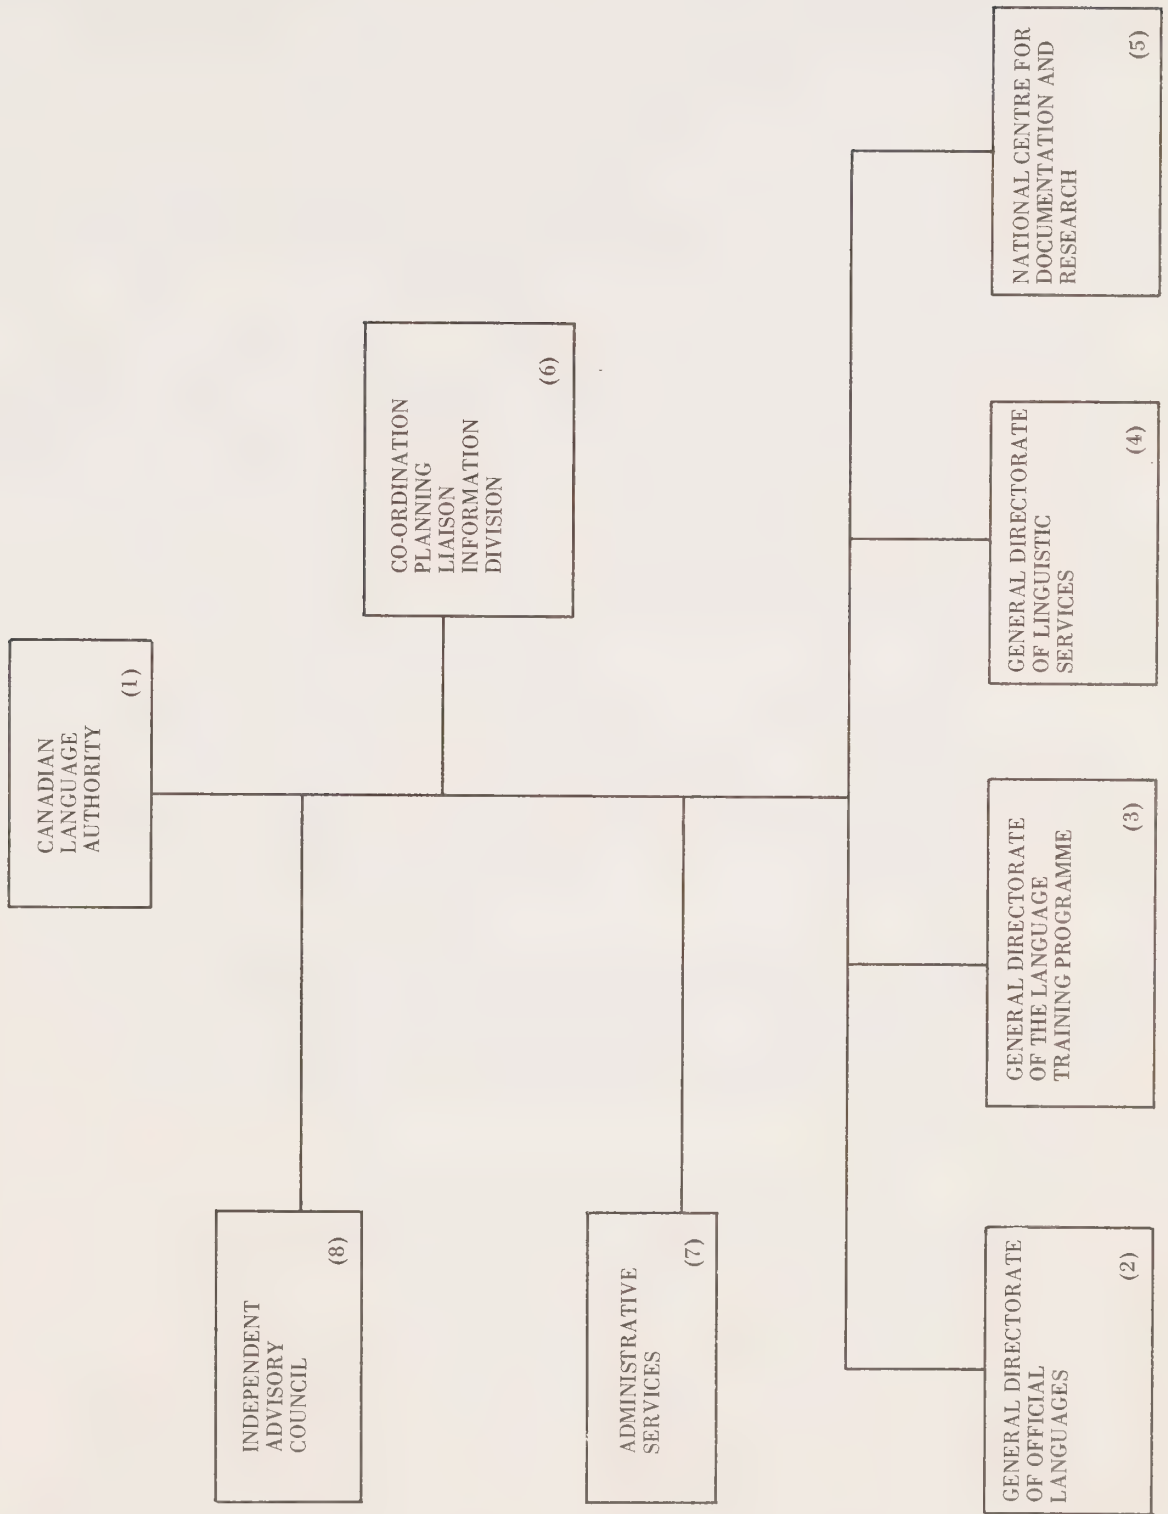 CANADIAN
LANGUAGE
AUTHORITY
(1)
INDEPENDENT
ADVISORY
COUNCIL
(8)
CO-ORDINATION
PLANNING
LIAISON
INFORMATION
DIVISION
(6)
ADMINISTRATIVE
SERVICES
(7)
GENERAL DIRECTORATE
OF OFFICIAL
LANGUAGES
(2)
GENERAL DIRECTORATE
OF THE LANGUAGE
TRAINING PROGRAMME
(3)
GENERAL DIRECTORATE
OF LINGUISTIC
SERVICES
(4)
NATIONAL CENTRE FOR
DOCUMENTATION AND
RESEARCH
(5)